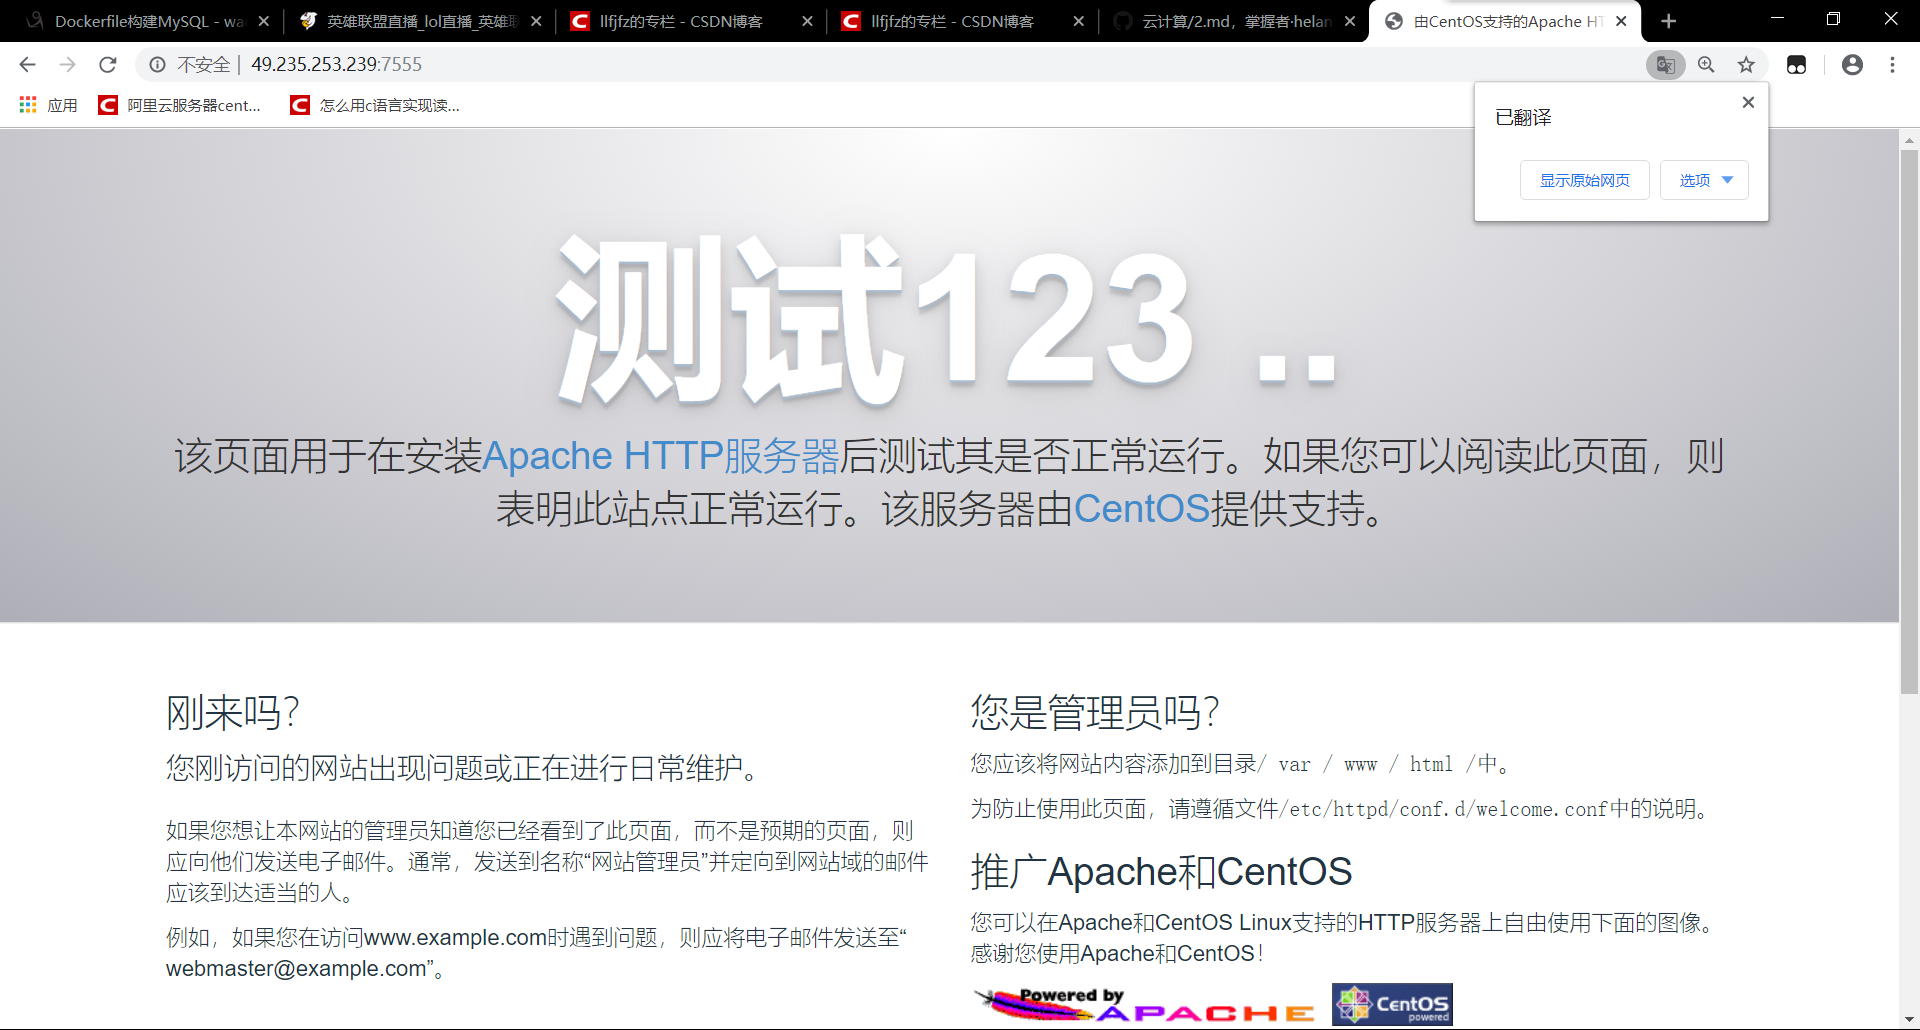 Dockerfile构建MySQL - wa
英雄联盟直播_lol直播_英雄联
llfjfz的专栏 - CSDN博客
llfjfz的专栏 - CSDN博客
云计算/2.md，掌握者·helan
由CentOS支持的Apache HT
不安全 | 49.235.253.239:7555
应用
阿里云服务器cent...
怎么用c语言实现读...
已翻译
显示原始网页
选项
测试123 ..
该页面用于在安装Apache HTTP服务器后测试其是否正常运行。如果您可以阅读此页面，则
表明此站点正常运行。该服务器由CentOS提供支持。
刚来吗？
您刚访问的网站出现问题或正在进行日常维护。
如果您想让本网站的管理员知道您已经看到了此页面，而不是预期的页面，则
应向他们发送电子邮件。通常，发送到名称“网站管理员”并定向到网站域的邮件
应该到达适当的人。
例如，如果您在访问www.example.com时遇到问题，则应将电子邮件发送至“
webmaster@example.com”。
您是管理员吗？
您应该将网站内容添加到目录/ var / www / html /中。
为防止使用此页面，请遵循文件/etc/httpd/conf.d/welcome.conf中的说明。
推广Apache和CentOS
您可以在Apache和CentOS Linux支持的HTTP服务器上自由使用下面的图像。
感谢您使用Apache和CentOS！
Powered by
APACHE
CentOS
powered